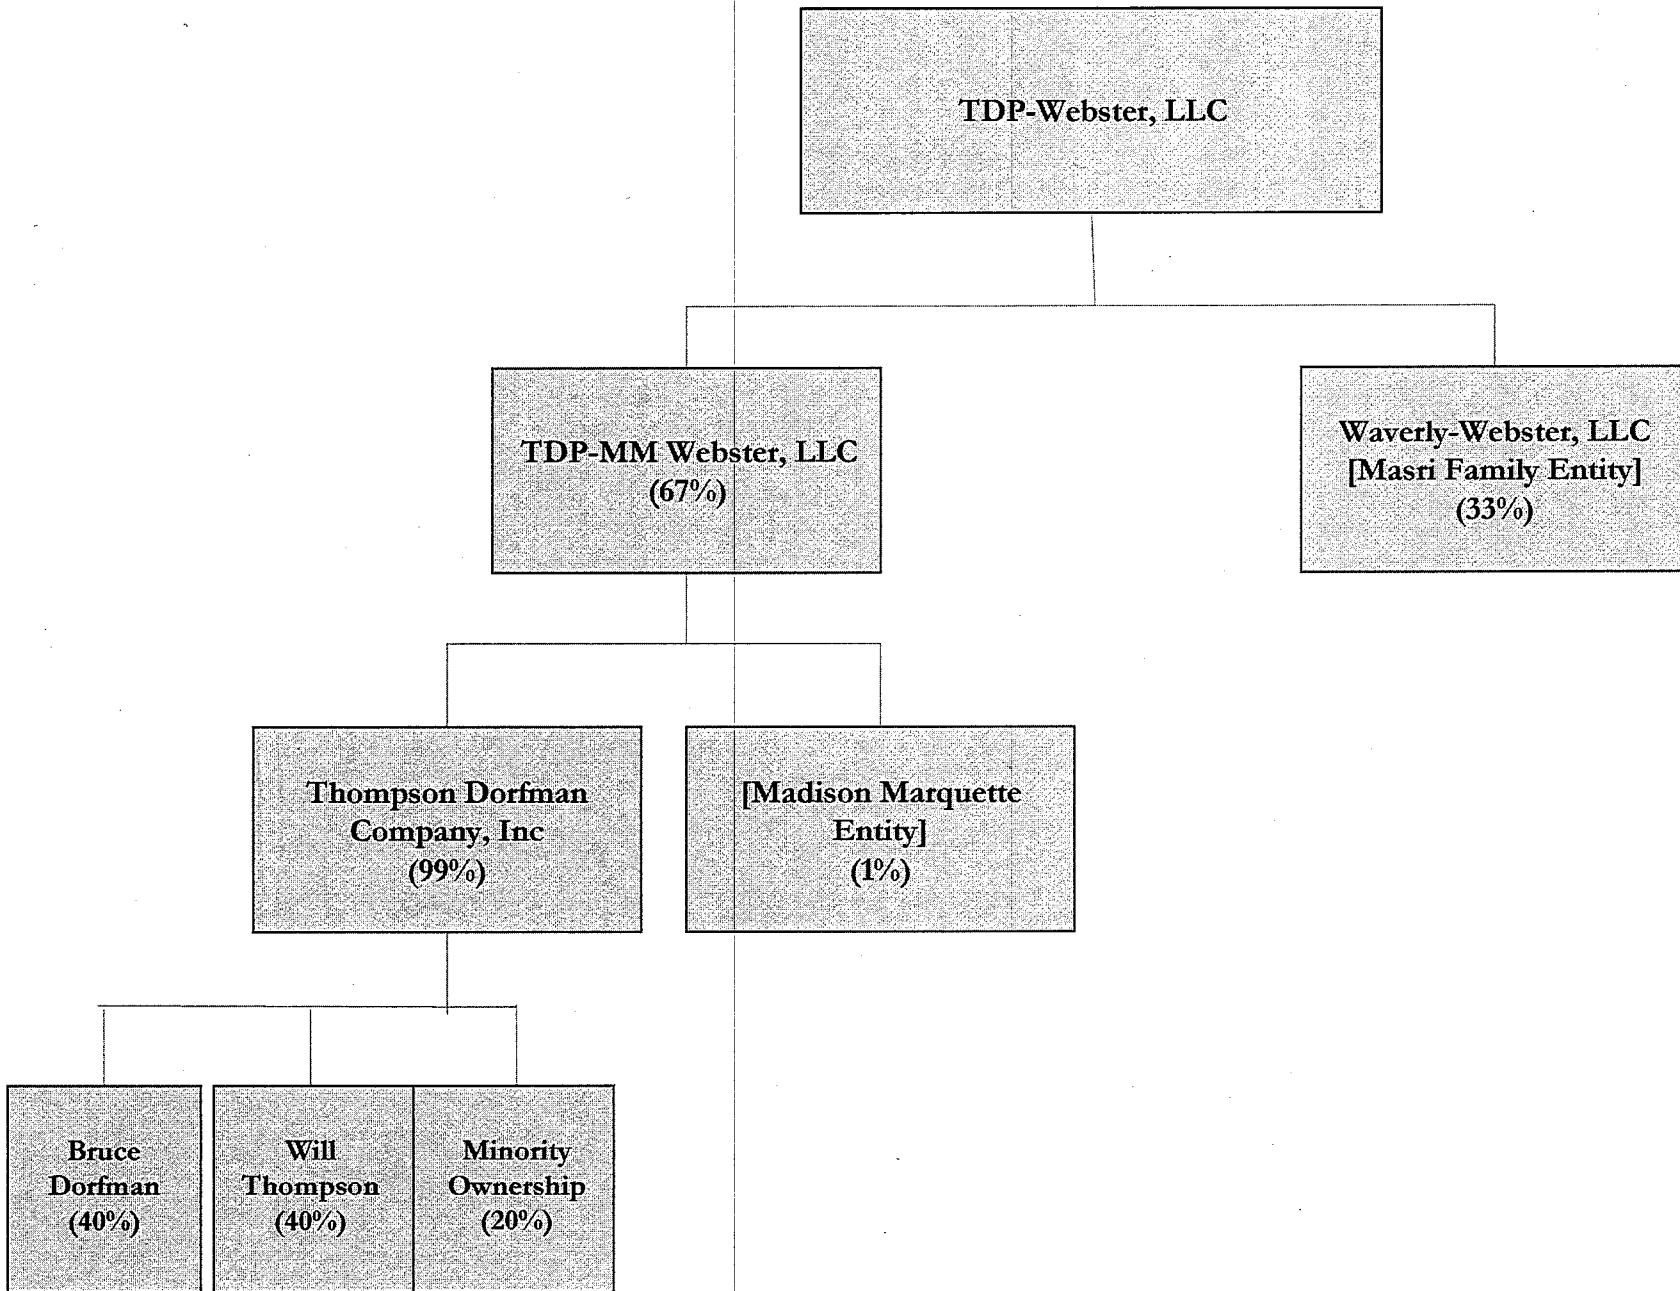 TDP-Webster, LLC
TDP-MM Webster, LLC
(67%)
Waverly-Webster, LLC
[Masri Family Entity]
(33%)
Thompson Dorfman
Company, Inc
(99%)
[Madison Marquette
Entity]
(1%)
Bruce
Dorfman
(40%)
Will
Thompson
(40%)
Minority
Ownership
(20%)